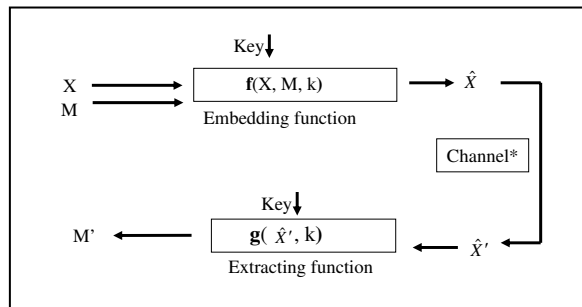 Key
X
f(X, M, k)
X̂
M
Embedding function
Channel*
Key
M’
g( X̂′, k)
X̂′
Extracting function